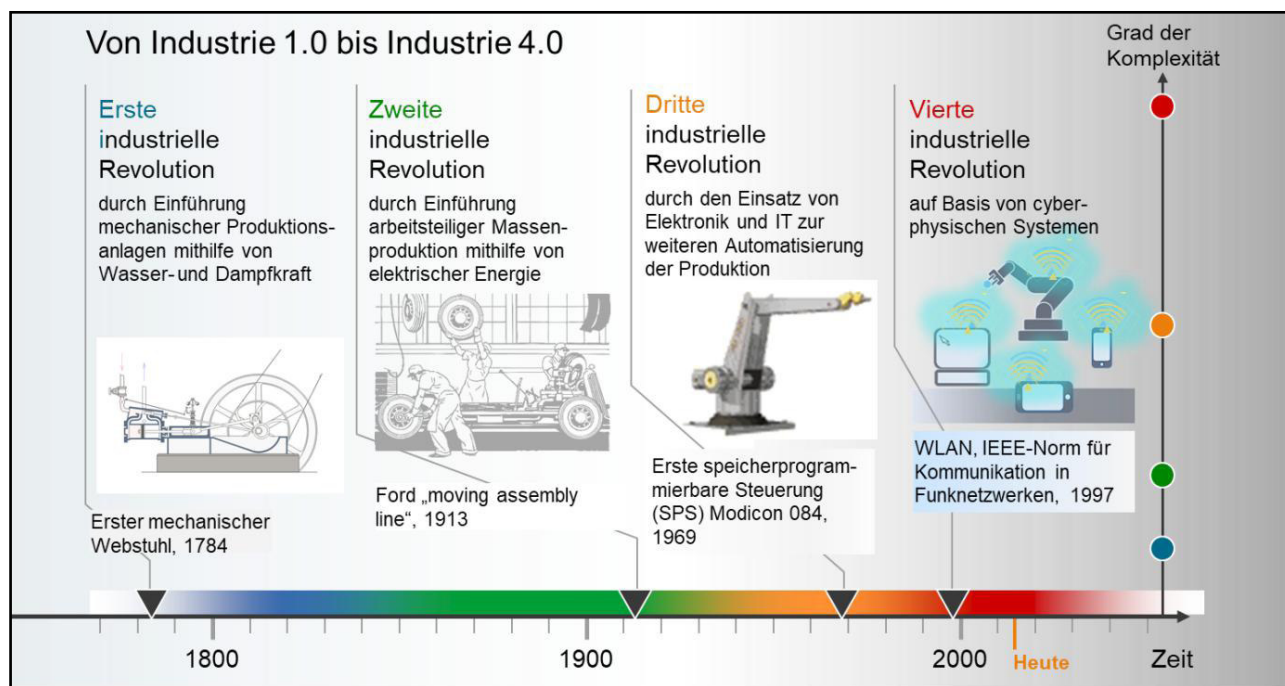 Von Industrie 1.0 bis Industrie 4.0
Grad der
Komplexität
Erste
industrielle
Revolution
durch Einführung
mechanischer Produktions-
anlagen mithilfe von
Wasser- und Dampfkraft
Erster mechanischer
Webstuhl, 1784
Zweite
industrielle
Revolution
durch Einführung
arbeitsteiliger Massen-
produktion mithilfe von
elektrischer Energie
Ford „moving assembly
line“, 1913
Dritte
industrielle
Revolution
durch den Einsatz von
Elektronik und IT zur
weiteren Automatisierung
der Produktion
Erste speicherprogram-
mierbare Steuerung
(SPS) Modicon 084,
1969
Vierte
industrielle
Revolution
auf Basis von cyber-
physischen Systemen
WLAN, IEEE-Norm für
Kommunikation in
Funknetzwerken, 1997
1800
1900
2000
Heute
Zeit